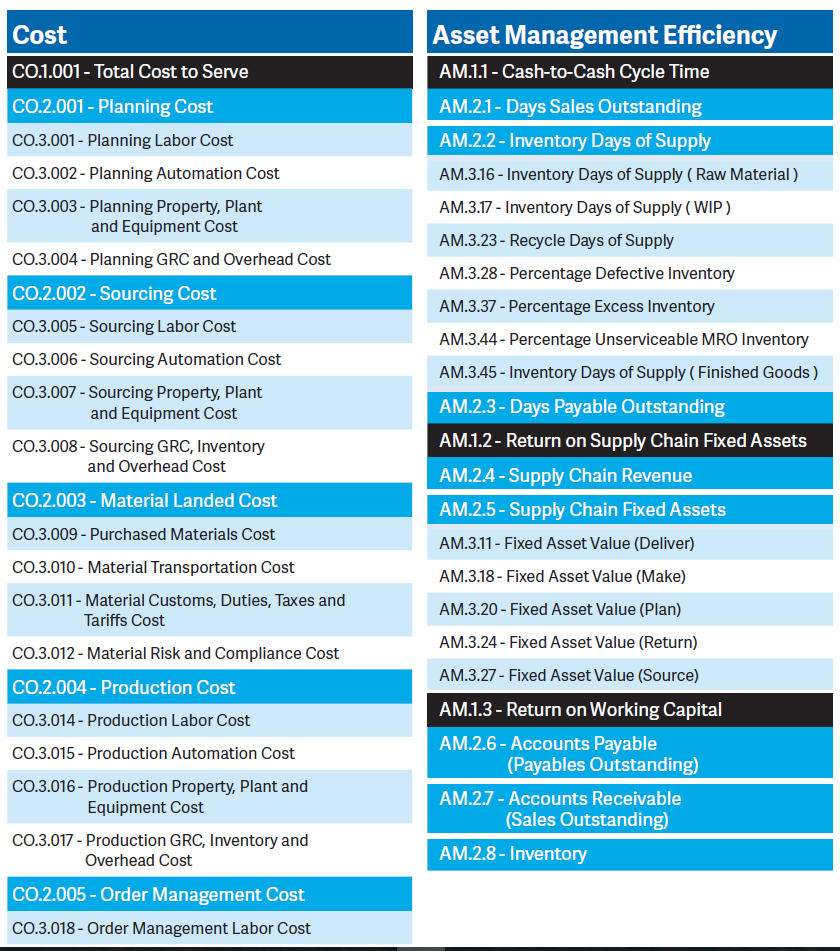 Cost
CO.1.001 - Total Cost to Serve
CO.2.001 - Planning Cost
CO.3.001 - Planning Labor Cost
CO.3.002 - Planning Automation Cost
CO.3.003 - Planning Property, Plant
and Equipment Cost
CO.3.004 - Planning GRC and Overhead Cost
CO.2.002 - Sourcing Cost
CO.3.005 - Sourcing Labor Cost
CO.3.006 - Sourcing Automation Cost
CO.3.007 - Sourcing Property, Plant
and Equipment Cost
CO.3.008 - Sourcing GRC, Inventory
and Overhead Cost
CO.2.003 - Material Landed Cost
CO.3.009 - Purchased Materials Cost
CO.3.010 - Material Transportation Cost
CO.3.011 - Material Customs, Duties, Taxes and
Tariffs Cost
CO.3.012 - Material Risk and Compliance Cost
CO.2.004 - Production Cost
CO.3.014 - Production Labor Cost
CO.3.015 - Production Automation Cost
CO.3.016 - Production Property, Plant and
Equipment Cost
CO.3.017 - Production GRC, Inventory and
Overhead Cost
CO.2.005 - Order Management Cost
CO.3.018 - Order Management Labor Cost
Asset Management Efficiency
AM.1.1 - Cash-to-Cash Cycle Time
AM.2.1 - Days Sales Outstanding
AM.2.2 - Inventory Days of Supply
AM.3.16 - Inventory Days of Supply ( Raw Material )
AM.3.17 - Inventory Days of Supply ( WIP )
AM.3.23 - Recycle Days of Supply
AM.3.28 - Percentage Defective Inventory
AM.3.37 - Percentage Excess Inventory
AM.3.44 - Percentage Unserviceable MRO Inventory
AM.3.45 - Inventory Days of Supply ( Finished Goods )
AM.2.3 - Days Payable Outstanding
AM.1.2 - Return on Supply Chain Fixed Assets
AM.2.4 - Supply Chain Revenue
AM.2.5 - Supply Chain Fixed Assets
AM.3.11 - Fixed Asset Value (Deliver)
AM.3.18 - Fixed Asset Value (Make)
AM.3.20 - Fixed Asset Value (Plan)
AM.3.24 - Fixed Asset Value (Return)
AM.3.27 - Fixed Asset Value (Source)
AM.1.3 - Return on Working Capital
AM.2.6 - Accounts Payable
(Payables Outstanding)
AM.2.7 - Accounts Receivable
(Sales Outstanding)
AM.2.8 - Inventory